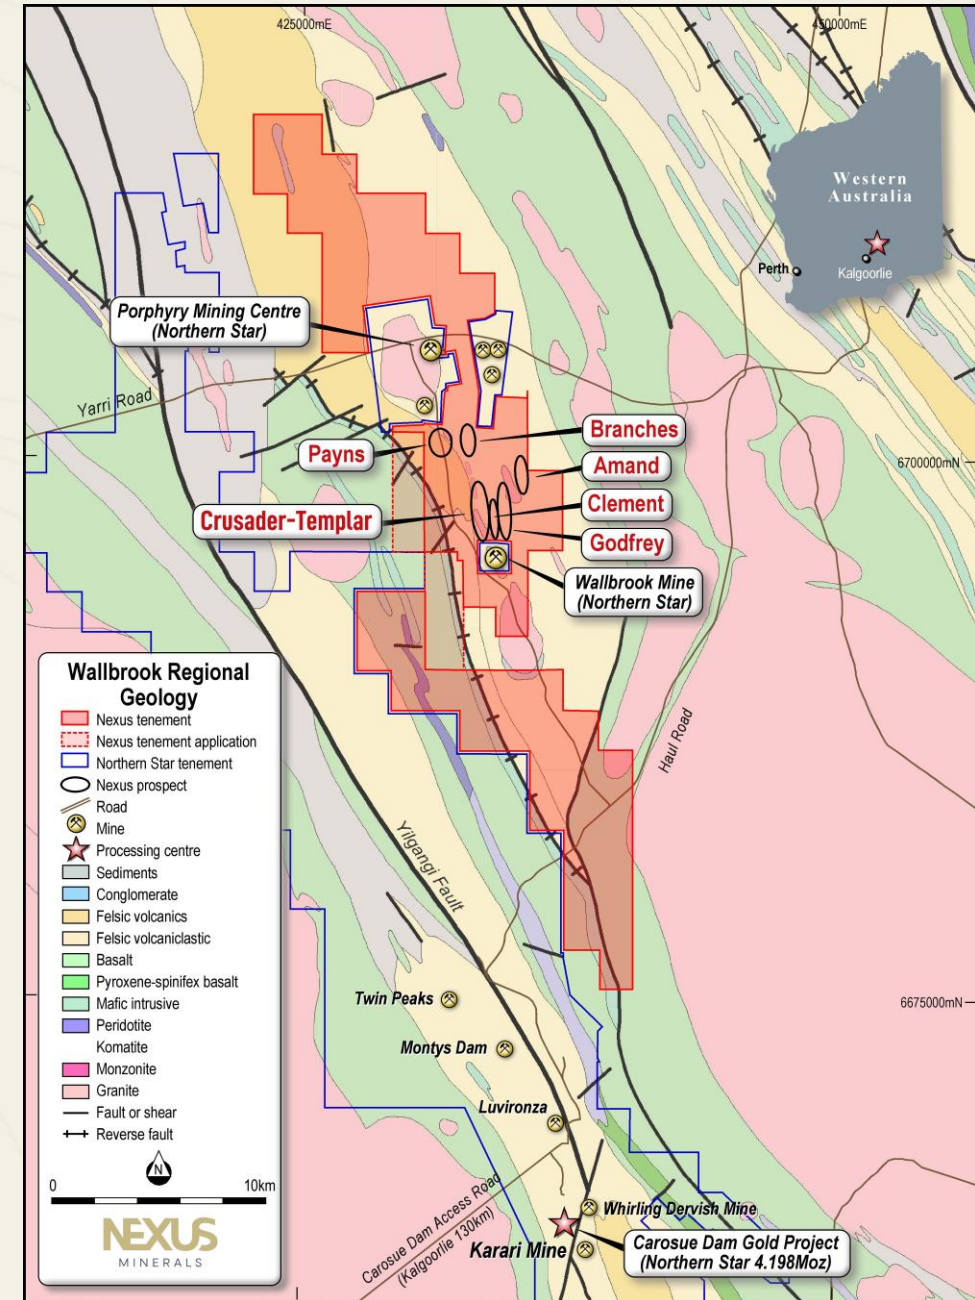 425000mE
450000mE
Western
Australia
Perth
Kalgoorlie
Porphyry Mining Centre
(Northern Star)
Yarri Road
Branches
Payns
Amand
6700000mN
Clement
Crusader-Templar
Godfrey
Wallbrook Mine
(Northern Star)
Haul Road
Yilgangi Fault
Wallbrook Regional
Geology
Nexus tenement
Nexus tenement application
Northern Star tenement
Nexus prospect
Road
Mine
Processing centre
Sediments
Conglomerate
Felsic volcanics
Felsic volcaniclastic
Basalt
Pyroxene-spinifex basalt
Mafic intrusive
Peridotite
Komatite
Monzonite
Granite
Fault or shear
Reverse fault
N
0 10km
NEXUS
MINERALS
6675000mN
Twin Peaks
Montys Dam
Luvironza
Carosue Dam Access Road
(Kalgoorlie 130km)
Whirling Dervish Mine
Karari Mine
Carosue Dam Gold Project
(Northern Star 4.198Moz)